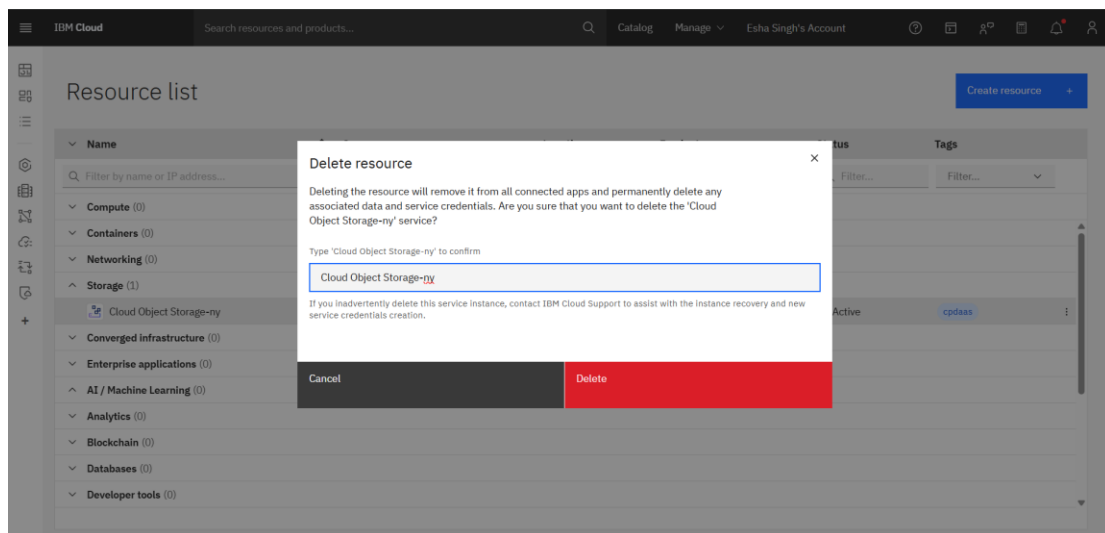 IBM Cloud Search resources and products... Catalog Manage Esha Singh's Account
Resource list
Create resource +
Name
Tags
Filter by name or IP address...
Filter...
Filter...
Compute (0)
Containers (0)
Networking (0)
Storage (1)
Cloud Object Storage-ny
Active
cpdaas
Converged infrastructure (0)
Enterprise applications (0)
AI / Machine Learning (0)
Analytics (0)
Blockchain (0)
Databases (0)
Developer tools (0)
Delete resource
Deleting the resource will remove it from all connected apps and permanently delete any
associated data and service credentials. Are you sure that you want to delete the 'Cloud
Object Storage-ny' service?
Type 'Cloud Object Storage-ny' to confirm
Cloud Object Storage-ny
If you inadvertently delete this service instance, contact IBM Cloud Support to assist with the instance recovery and new
service credentials creation.
Cancel
Delete